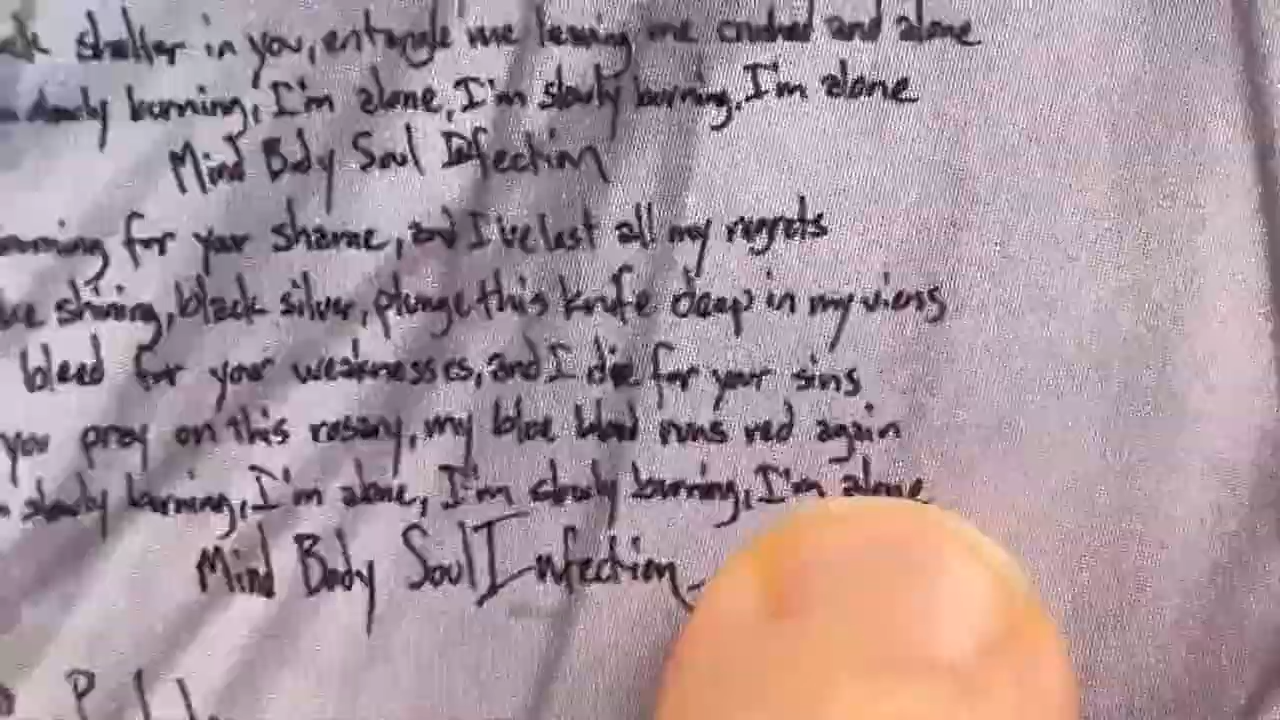 shelter in you, entangle me leaving me crushed and alone
slowly burning, I'm alone, I'm slowly burning, I'm alone
Mind Body Soul Infection
for your shame, and I've lost all my regrets
shining, black silver, plunge this knife deep in my viens
bleed for your weaknesses, and I die for your sins
you pray on this rosary, my blue blood runs red again
slowly burning, I'm alone, I'm slowly burning, I'm alone
Mind Body Soul Infection